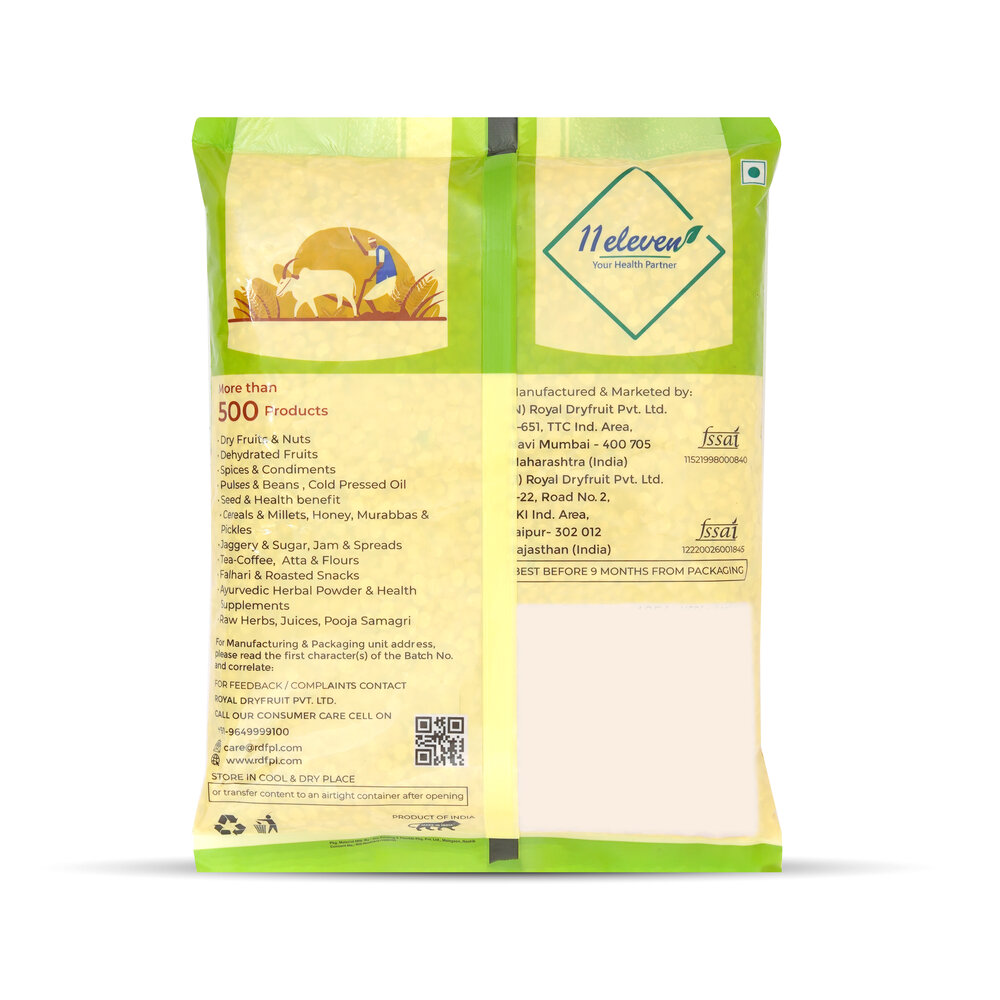 More than
500 Products
· Dry Fruits & Nuts
· Dehydrated Fruits
· Spices & Condiments
· Pulses & Beans , Cold Pressed Oil
· Seed & Health benefit
· Cereals & Millets, Honey, Murabbas &
Pickles
· Jaggery & Sugar, Jam & Spreads
· Tea-Coffee, Atta & Flours
· Falhari & Roasted Snacks
· Ayurvedic Herbal Powder & Health
Supplements
· Raw Herbs, Juices, Pooja Samagri
For Manufacturing & Packaging unit address,
please read the first character(s) of the Batch No.
and correlate:
FOR FEEDBACK / COMPLAINTS CONTACT
ROYAL DRYFRUIT PVT. LTD.
CALL OUR CONSUMER CARE CELL ON
+91-9649999100
care@rdfpl.com
www.rdfpl.com
STORE IN COOL & DRY PLACE
or transfer content to an airtight container after opening
PRODUCT OF INDIA
11 eleven
Your Health Partner
anufactured & Marketed by:
N) Royal Dryfruit Pvt. Ltd.
-651, TTC Ind. Area,
avi Mumbai - 400 705
aharashtra (India)
) Royal Dryfruit Pvt. Ltd.
-22, Road No. 2,
KI Ind. Area,
aipur- 302 012
ajasthan (India)
fssai
11521998000840
fssai
12220026001845
BEST BEFORE 9 MONTHS FROM PACKAGING